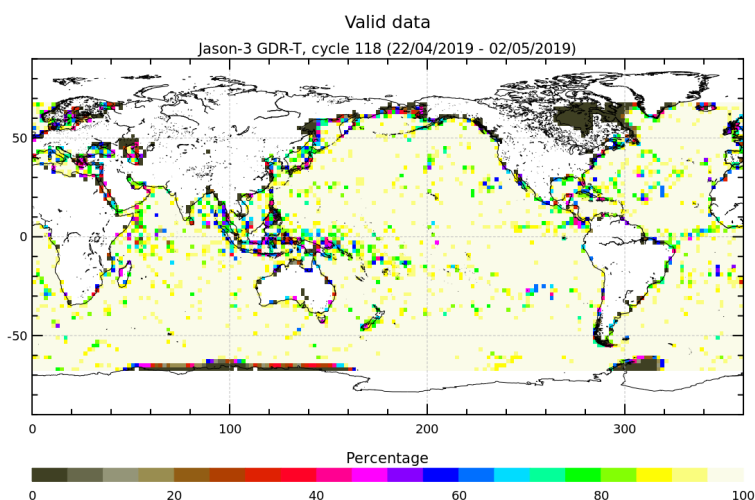 Valid data
Jason-3 GDR-T, cycle 118 (22/04/2019 - 02/05/2019)
50
0
-50
0 100 200 300
Percentage
0 20 40 60 80 100